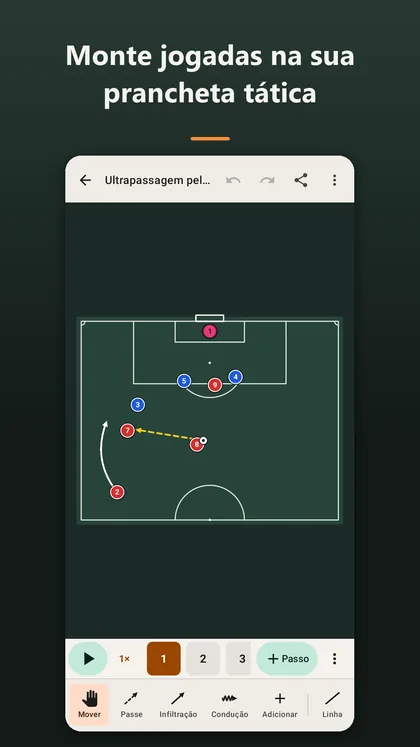 Monte jogadas na sua
prancheta tática
Ultrapassagem pel...
1
5
9
4
3
7
8
2
1×
1
2
3
+ Passo
Mover
Passe
Infiltração
Condução
Adicionar
Linha